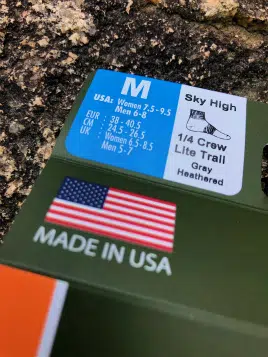 M
USA: Women 7.5-9.5
Men 6-8
EUR : 38 - 40.5
CM : 24.5 - 26.5
UK : Women 6.5-8.5
Men 5-7
Sky High
1/4 Crew
Lite Trail
Gray
Heathered
MADE IN USA